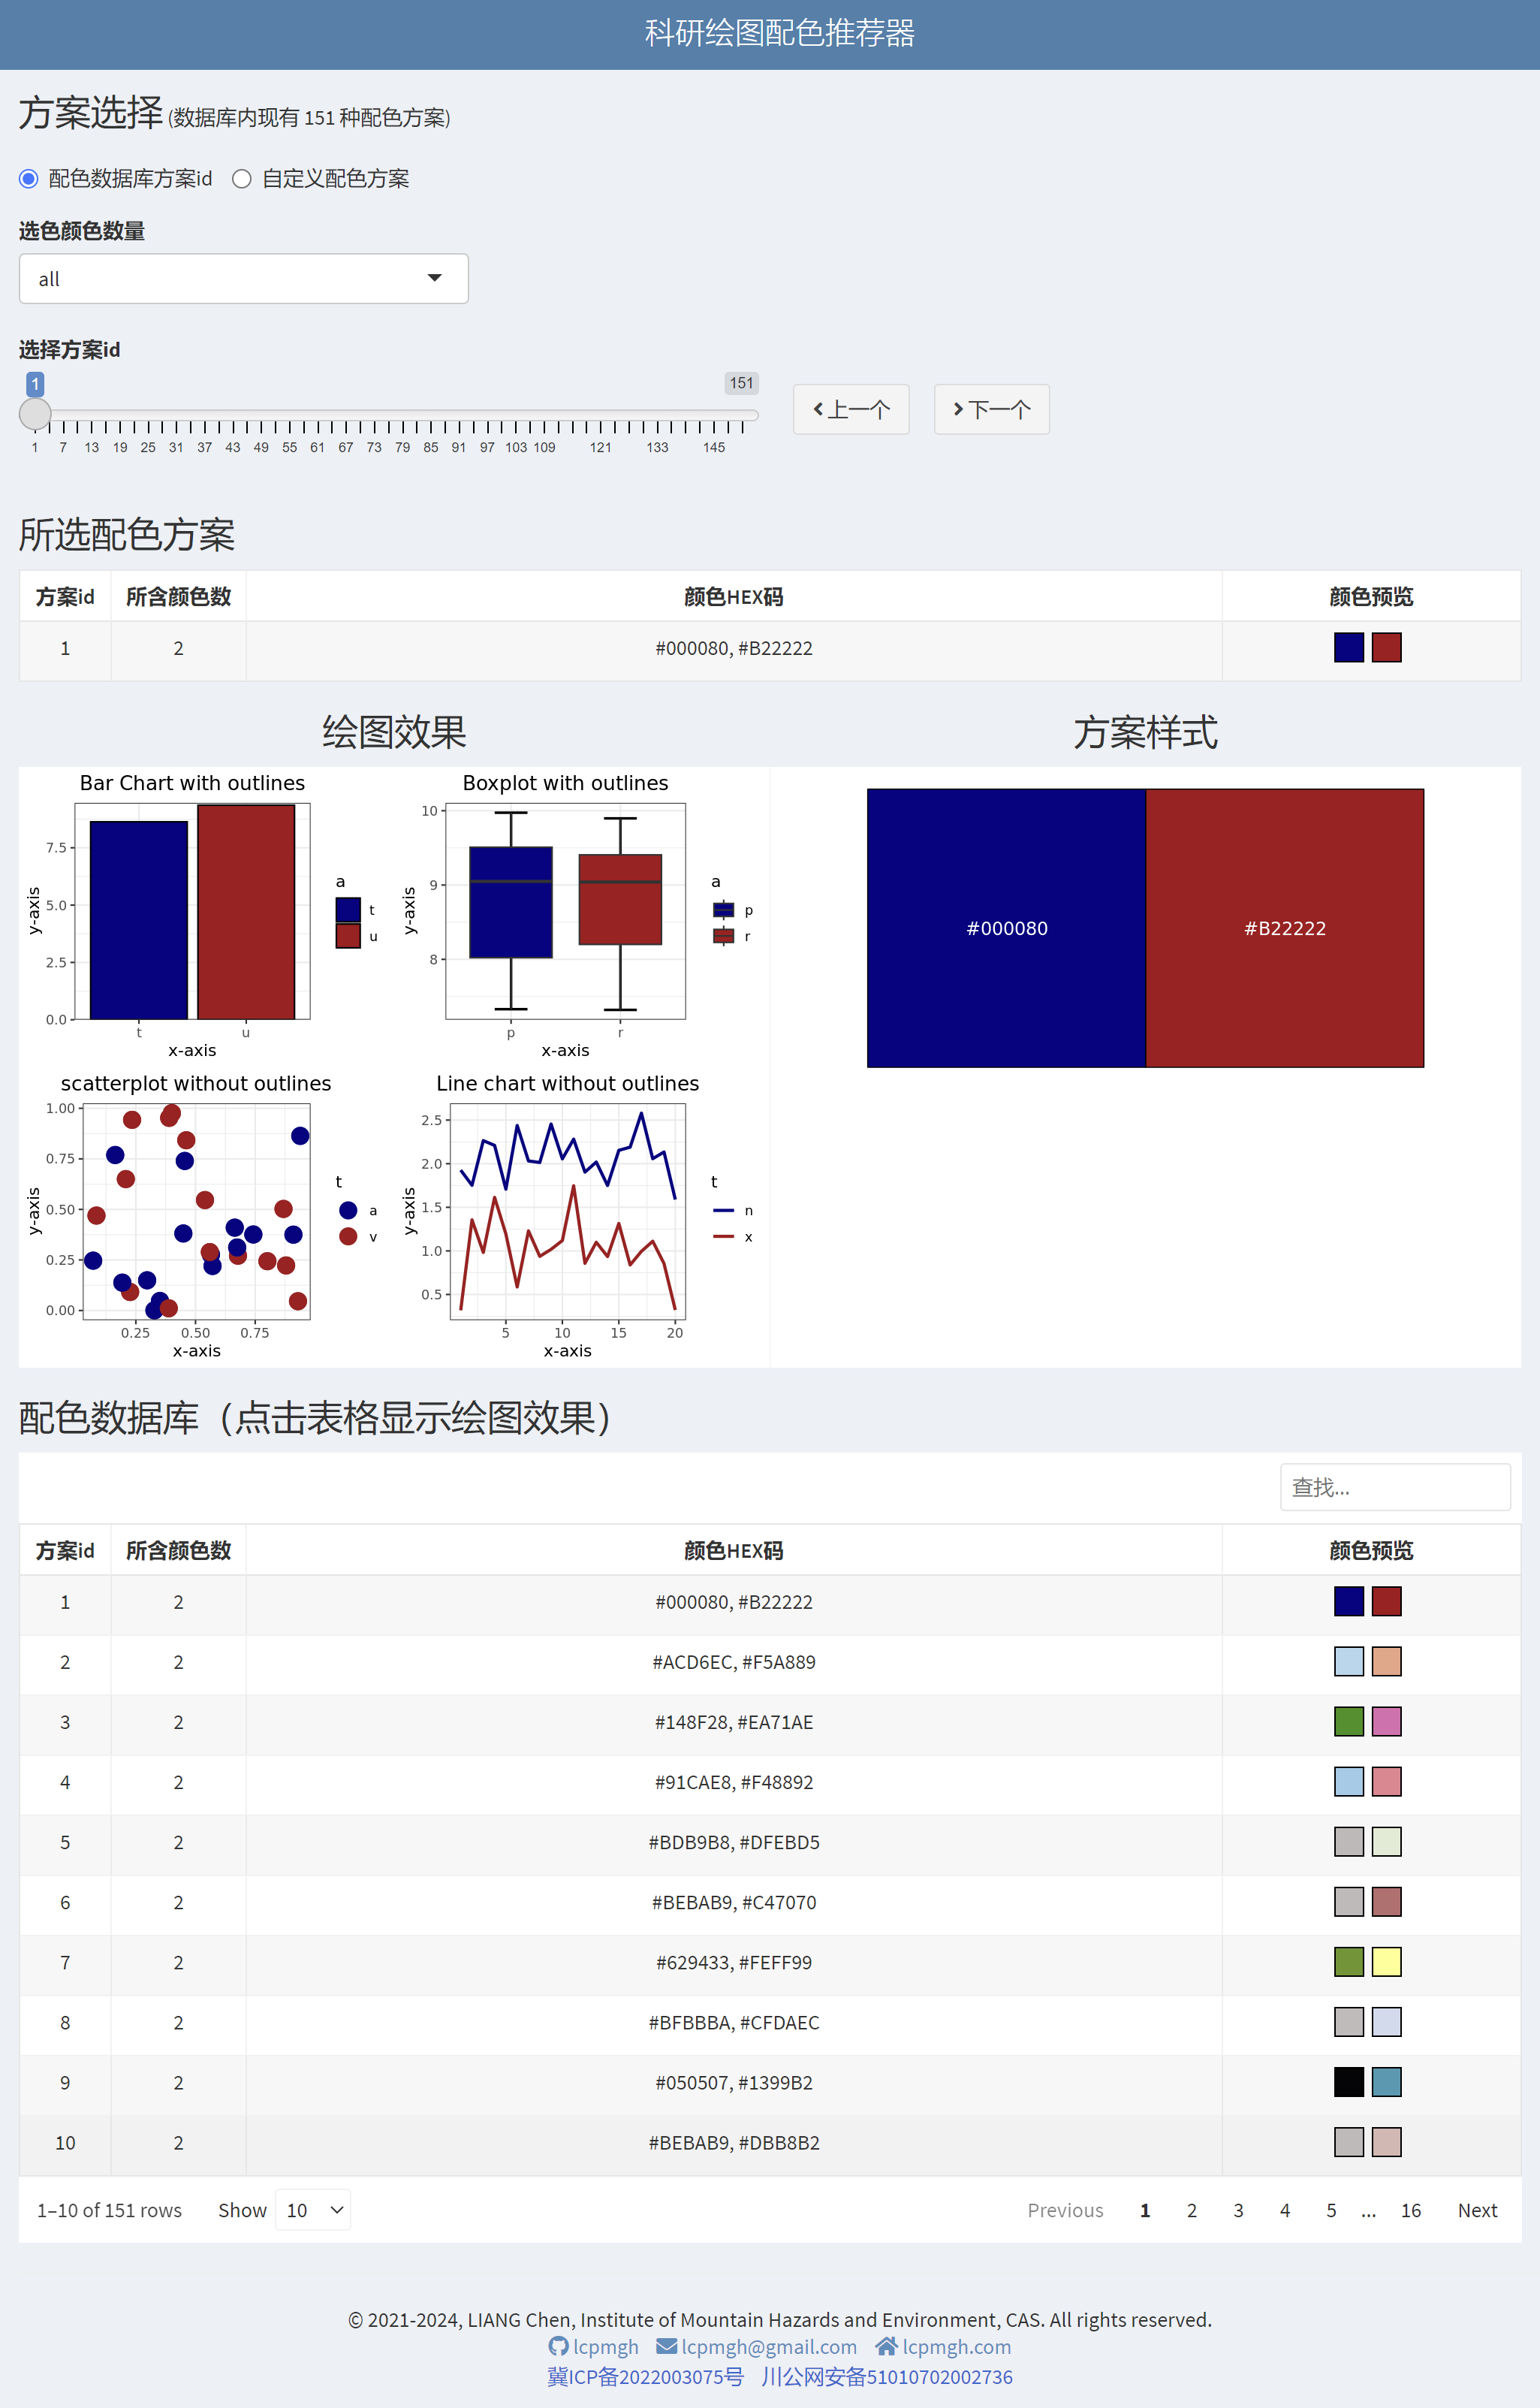 科研绘图配色推荐器
方案选择 (数据库内现有 151 种配色方案)
配色数据库方案id 自定义配色方案
选色颜色数量
all
选择方案id
1 151
上一个 下一个
1 7 13 19 25 31 37 43 49 55 61 67 73 79 85 91 97 103 109 121 133 145
所选配色方案
方案id 所含颜色数 颜色HEX码 颜色预览
1 2 #000080, #B22222
绘图效果 方案样式
Bar Chart with outlines
y-axis
7.5
5.0
2.5
0.0
t u
x-axis
a
t
u
Boxplot with outlines
y-axis
10
9
8
p r
x-axis
a
p
r
#000080 #B22222
scatterplot without outlines
y-axis
1.00
0.75
0.50
0.25
0.00
0.25 0.50 0.75
x-axis
t
a
v
Line chart without outlines
y-axis
2.5
2.0
1.5
1.0
0.5
5 10 15 20
x-axis
t
n
x
配色数据库（点击表格显示绘图效果）
查找...
方案id 所含颜色数 颜色HEX码 颜色预览
1 2 #000080, #B22222
2 2 #ACD6EC, #F5A889
3 2 #148F28, #EA71AE
4 2 #91CAE8, #F48892
5 2 #BDB9B8, #DFEBD5
6 2 #BEBAB9, #C47070
7 2 #629433, #FEFF99
8 2 #BFBBBA, #CFDAEC
9 2 #050507, #1399B2
10 2 #BEBAB9, #DBB8B2
1–10 of 151 rows Show 10 Previous 1 2 3 4 5 ... 16 Next
© 2021-2024, LIANG Chen, Institute of Mountain Hazards and Environment, CAS. All rights reserved.
lcpmgh lcpmgh@gmail.com lcpmgh.com
冀ICP备2022003075号 川公网安备51010702002736